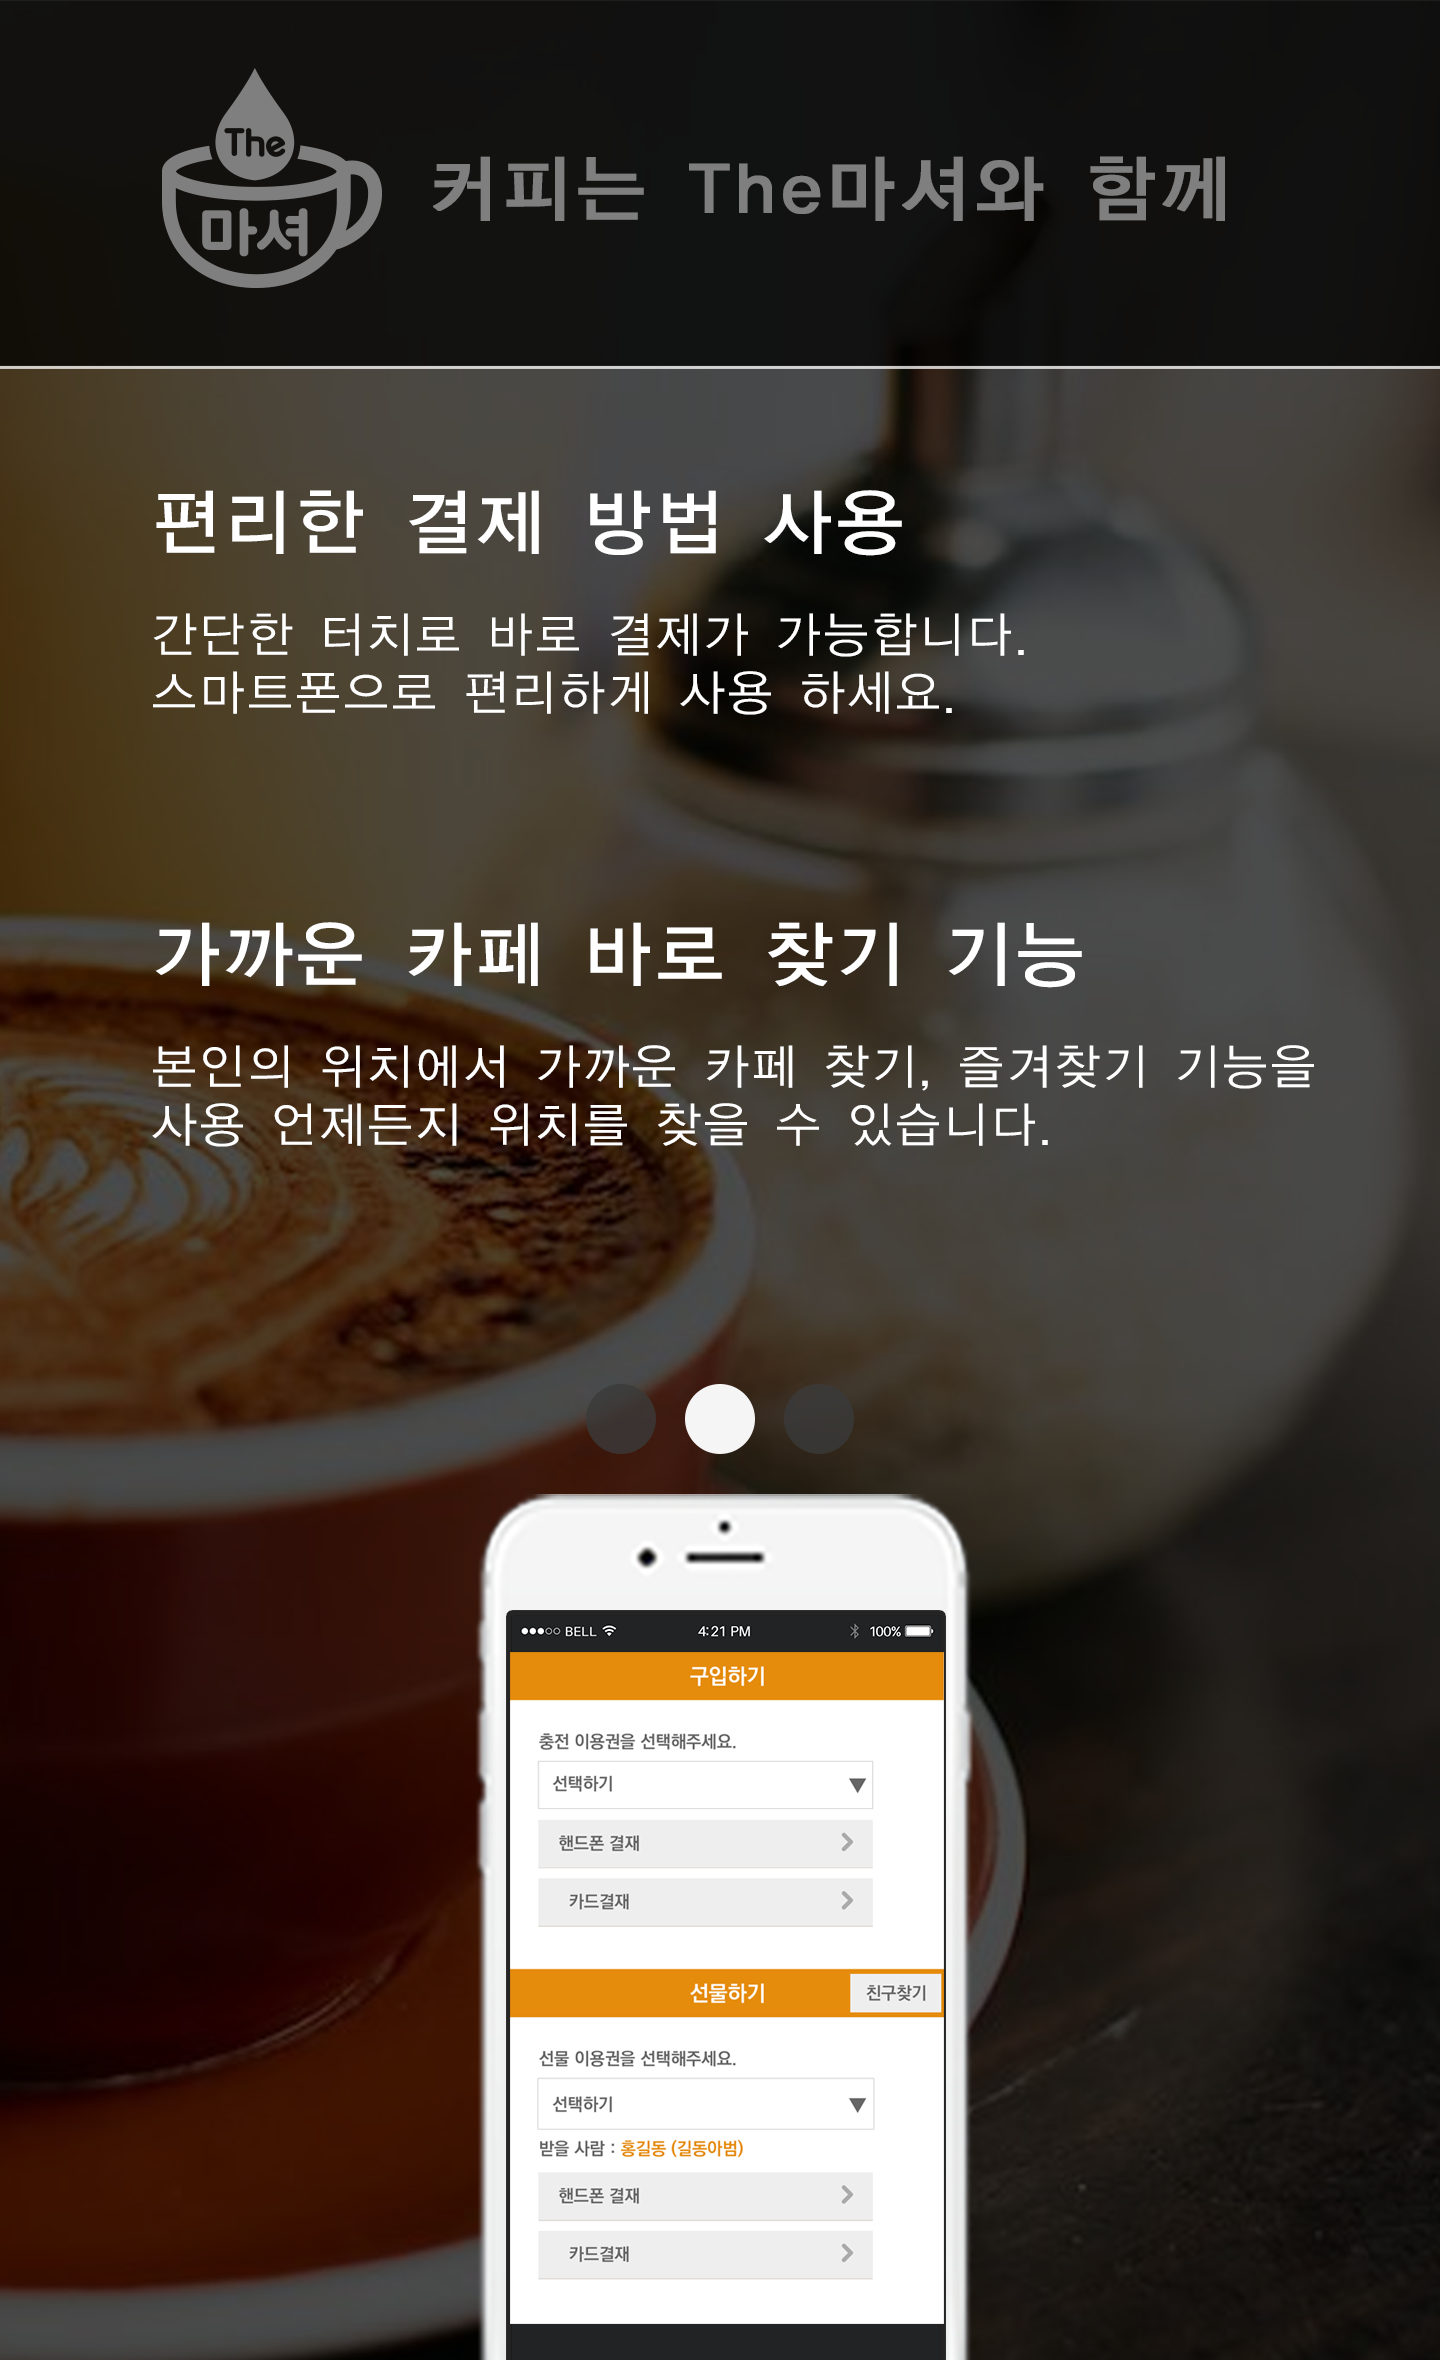 The
마셔
커피는 The마셔와 함께
편리한 결제 방법 사용
간단한 터치로 바로 결제가 가능합니다.
스마트폰으로 편리하게 사용 하세요.
가까운 카페 바로 찾기 기능
본인의 위치에서 가까운 카페 찾기, 즐겨찾기 기능을
사용 언제든지 위치를 찾을 수 있습니다.
BELL 4:21 PM 100%
구입하기
충전 이용권을 선택해주세요.
선택하기
핸드폰 결재
카드결재
선물하기 친구찾기
선물 이용권을 선택해주세요.
선택하기
받을 사람 : 홍길동 (길동아범)
핸드폰 결재
카드결재